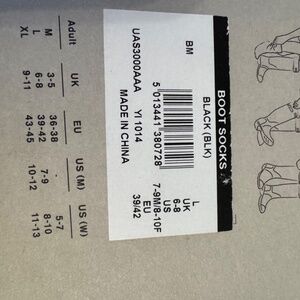 BOOT SOCKS
BLACK (BLK)
BM
5 013441 380728
UAS3000AAA YI 1014
MADE IN CHINA
L
UK
6-8
US
7-9M/8-10F
EU
39/42
Adult UK EU US (M) US (W)
M 3-5 36-38 - 5-7
L 6-8 39-42 7-9 8-10
XL 9-11 43-45 10-12 11-13